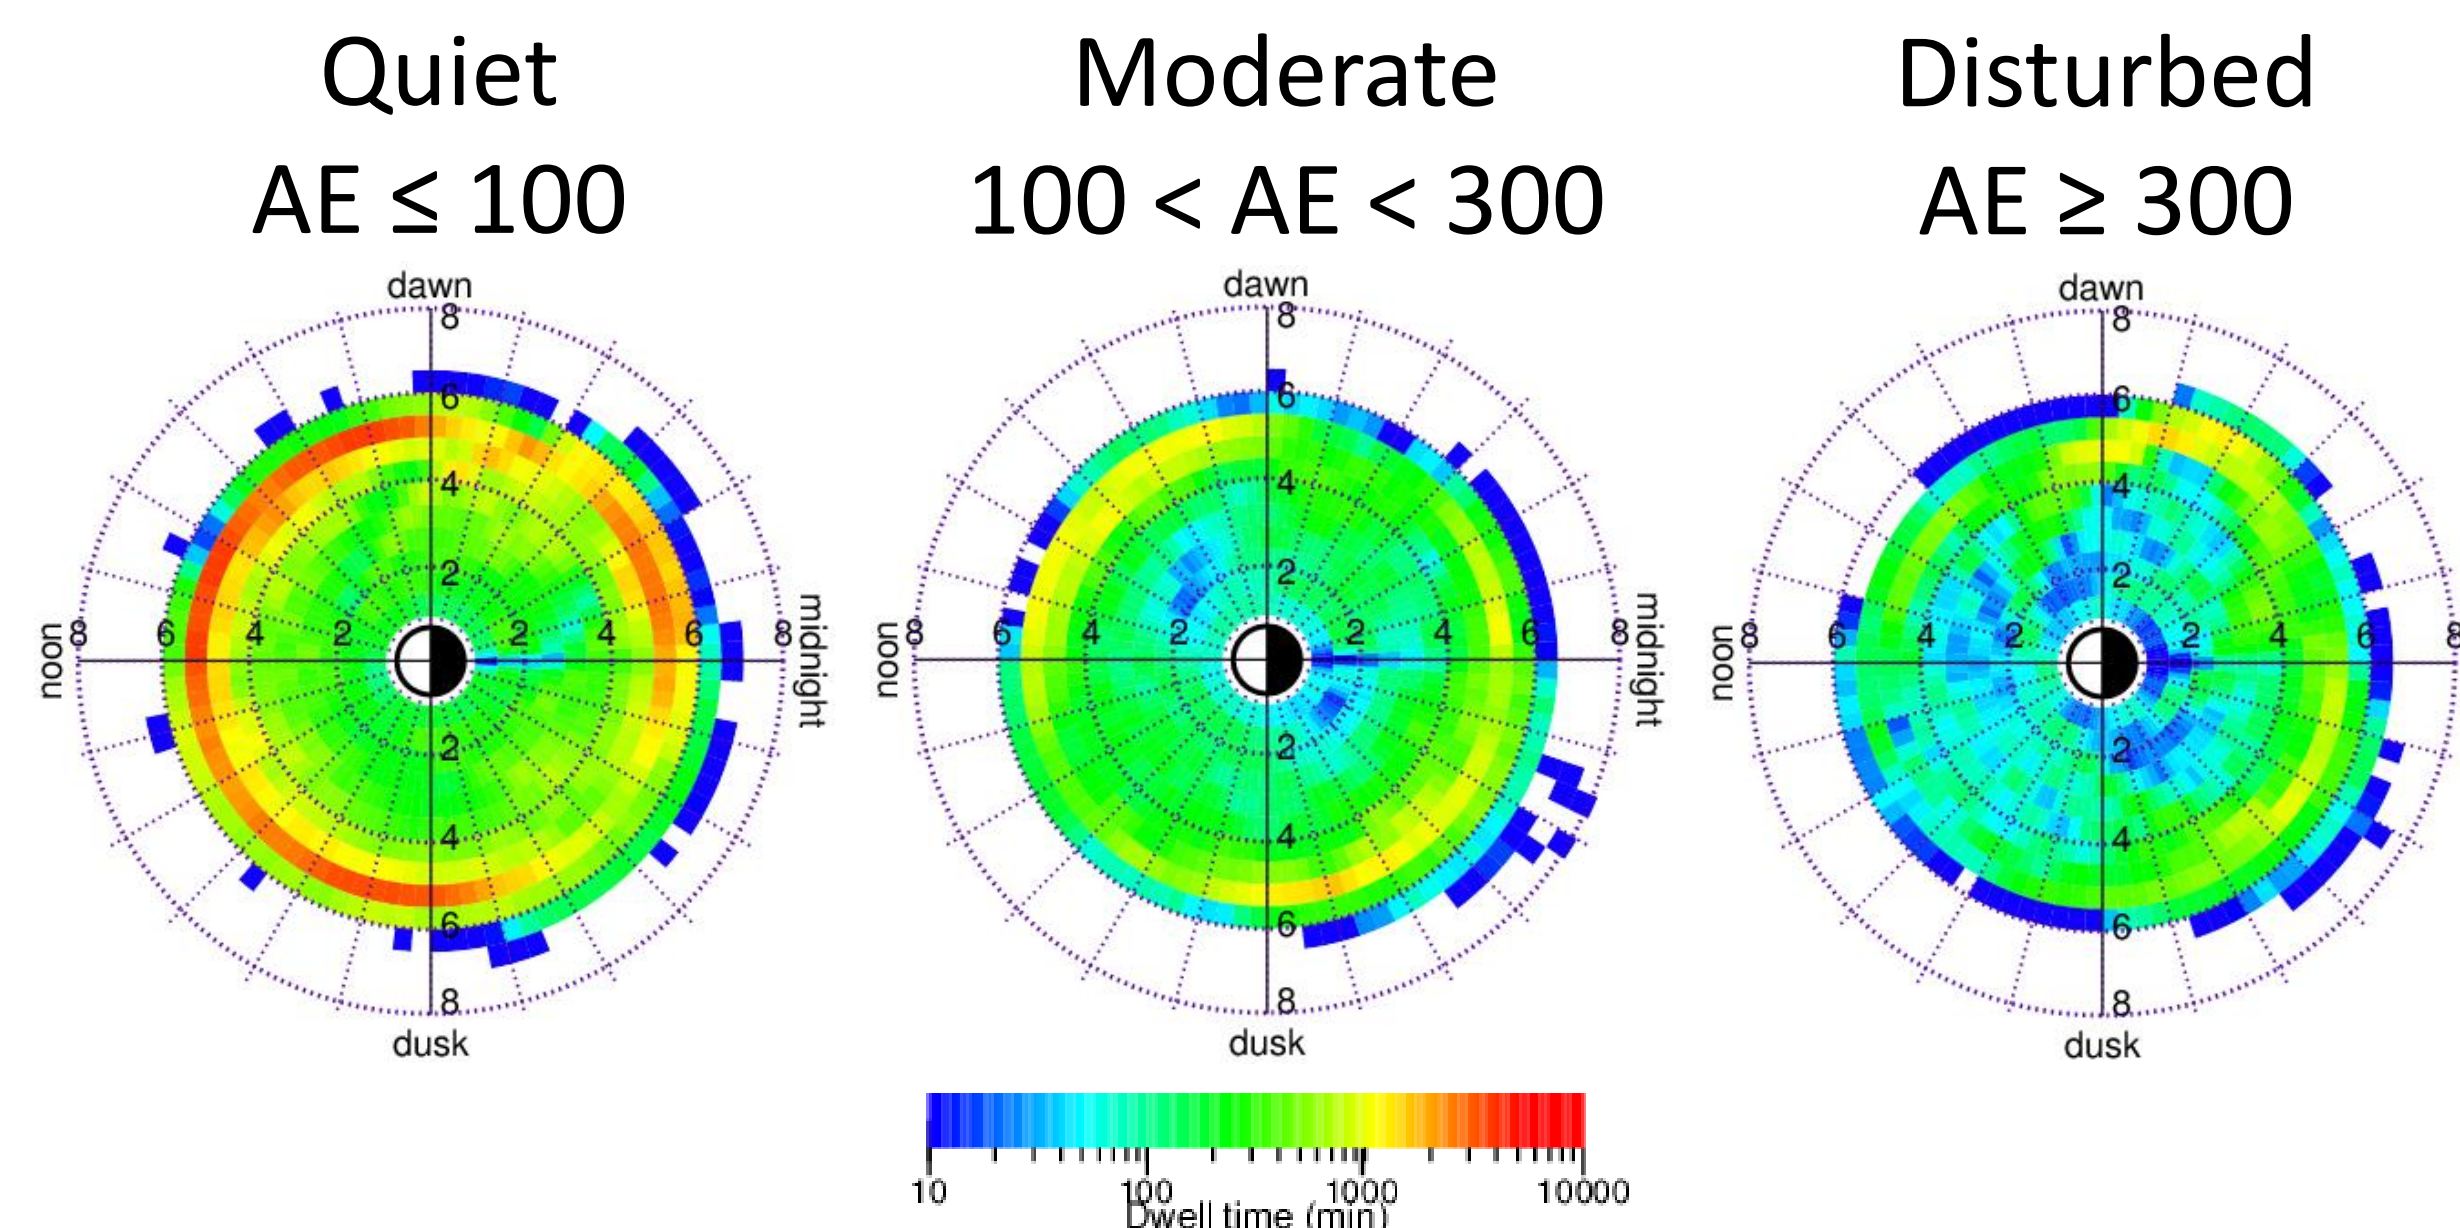 Quiet Moderate Disturbed
AE ≤ 100 100 < AE < 300 AE ≥ 300
dawn dawn dawn
8 8 8
6 6 6
4 4 4
2 2 2
noon 8 6 4 2 2 4 6 8 midnight noon 8 6 4 2 2 4 6 8 midnight noon 8 6 4 2 2 4 6 8
2 2 2
4 4 4
6 6 6
8 8 8
dusk dusk dusk
10 100 1000 10000
Dwell time (min)